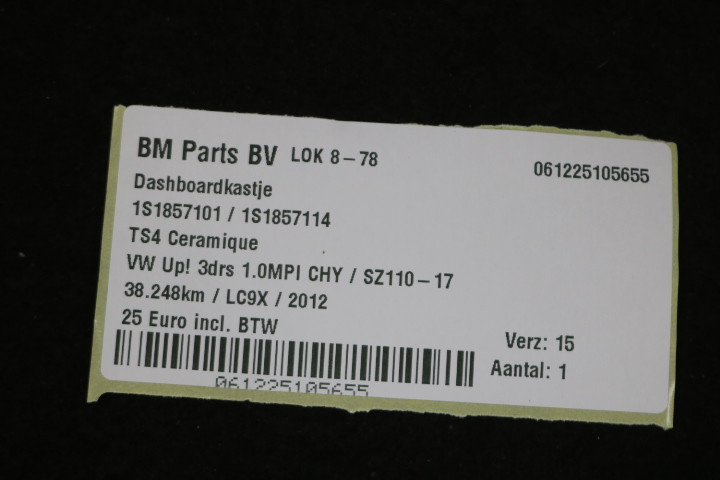 BM Parts BV LOK 8-78
061225105655
Dashboardkastje
1S1857101 / 1S1857114
TS4 Ceramique
VW Up! 3drs 1.0MPI CHY / SZ110-17
38.248km / LC9X / 2012
25 Euro incl. BTW
Verz: 15
Aantal: 1
061225105655